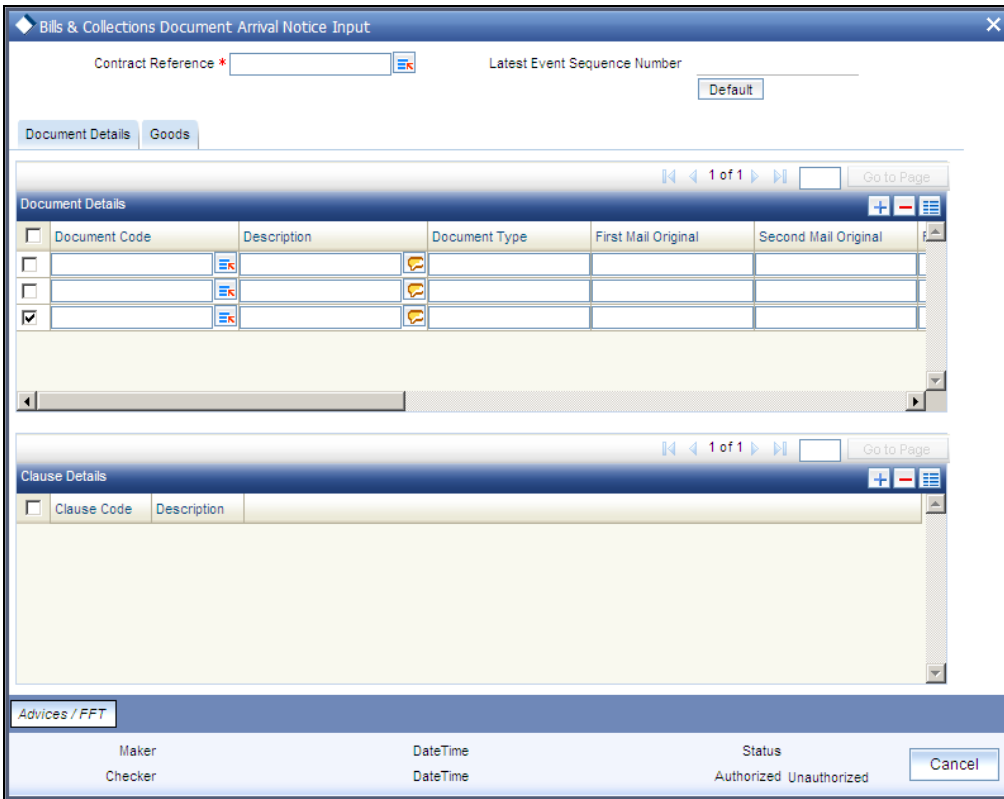 Bills & Collections Document Arrival Notice Input
Contract Reference * Latest Event Sequence Number
Default
Document Details Goods
1 of 1 Go to Page
Document Details
Document Code Description Document Type First Mail Original Second Mail Original
1 of 1 Go to Page
Clause Details
Clause Code Description
Advices / FFT
Maker DateTime Status
Checker DateTime Authorized Unauthorized
Cancel